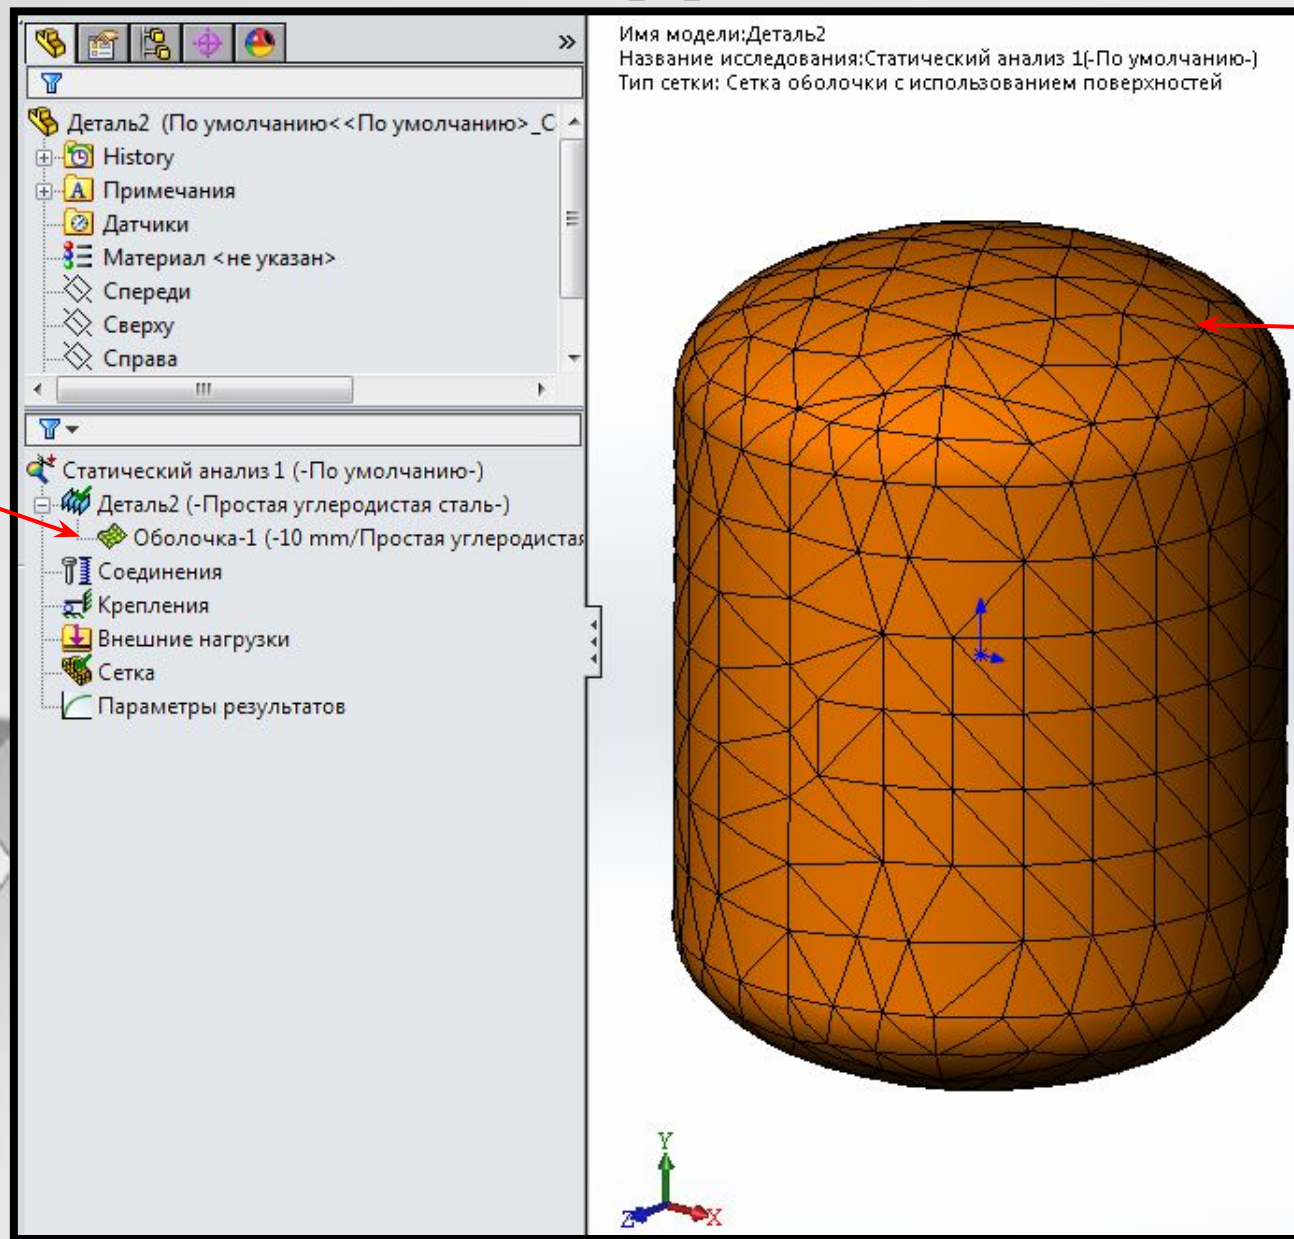 Имя модели:Деталь2
Название исследования:Статический анализ 1(-По умолчанию-)
Тип сетки: Сетка оболочки с использованием поверхностей
Деталь2 (По умолчанию<<По умолчанию>_С
History
Примечания
Датчики
Материал <не указан>
Спереди
Сверху
Справа
Статический анализ 1 (-По умолчанию-)
Деталь2 (-Простая углеродистая сталь-)
Оболочка-1 (-10 mm/Простая углеродистая
Соединения
Крепления
Внешние нагрузки
Сетка
Параметры результатов
Y
Z
X